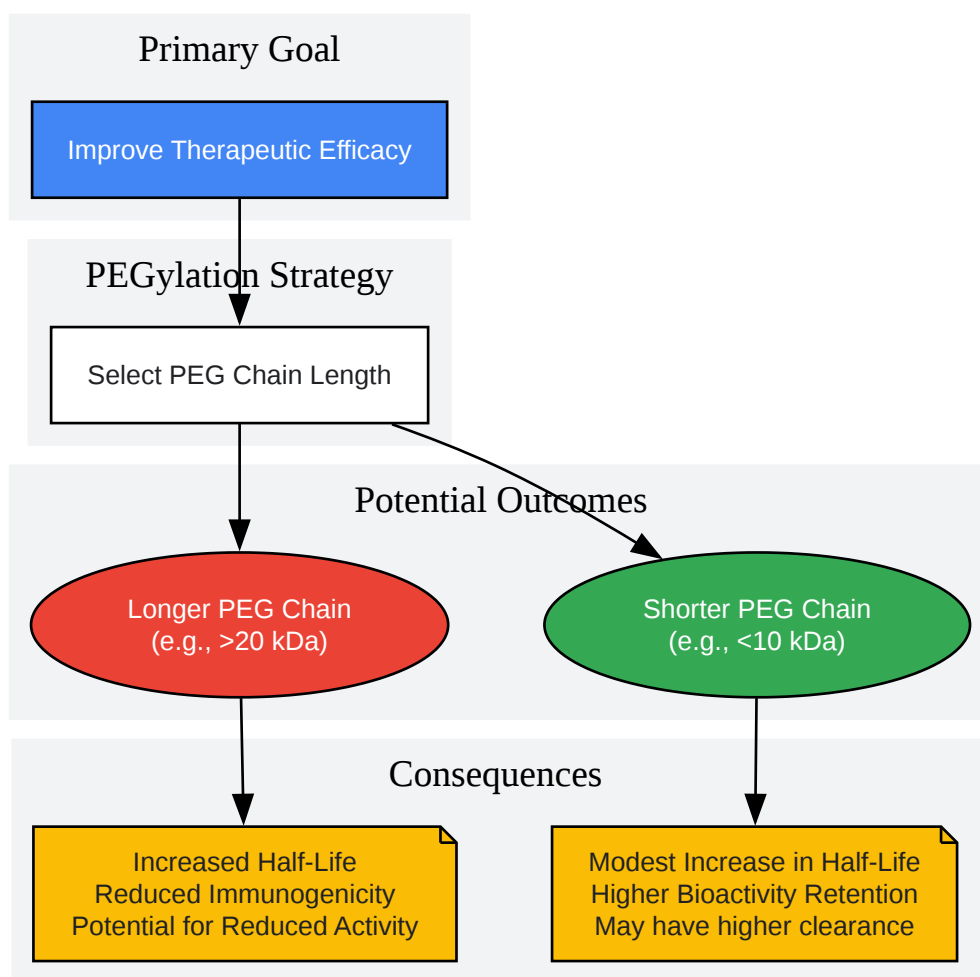 Primary Goal
Improve Therapeutic Efficacy
PEGylation Strategy
Select PEG Chain Length
Potential Outcomes
Longer PEG Chain
(e.g., >20 kDa)
Shorter PEG Chain
(e.g., <10 kDa)
Consequences
Increased Half-Life
Reduced Immunogenicity
Potential for Reduced Activity
Modest Increase in Half-Life
Higher Bioactivity Retention
May have higher clearance